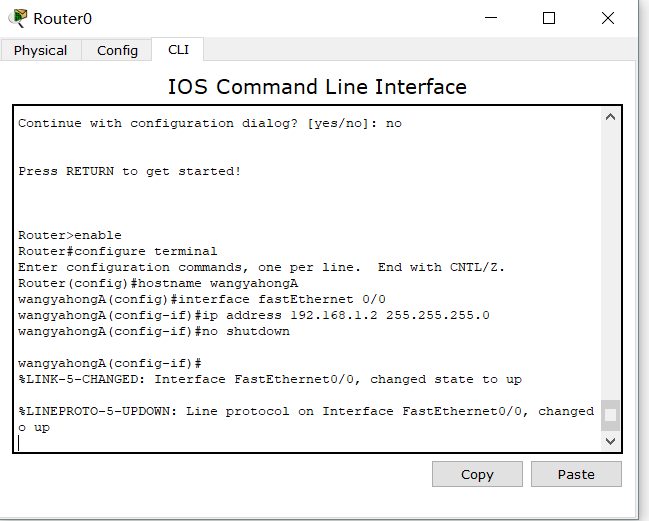 Router0
Physical Config CLI
IOS Command Line Interface
Continue with configuration dialog? [yes/no]: no
Press RETURN to get started!
Router>enable
Router#configure terminal
Enter configuration commands, one per line.  End with CNTL/Z.
Router(config)#hostname wangyahongA
wangyahongA(config)#interface fastEthernet 0/0
wangyahongA(config-if)#ip address 192.168.1.2 255.255.255.0
wangyahongA(config-if)#no shutdown
wangyahongA(config-if)#
%LINK-5-CHANGED: Interface FastEthernet0/0, changed state to up
%LINEPROTO-5-UPDOWN: Line protocol on Interface FastEthernet0/0, changed
o up
Copy Paste